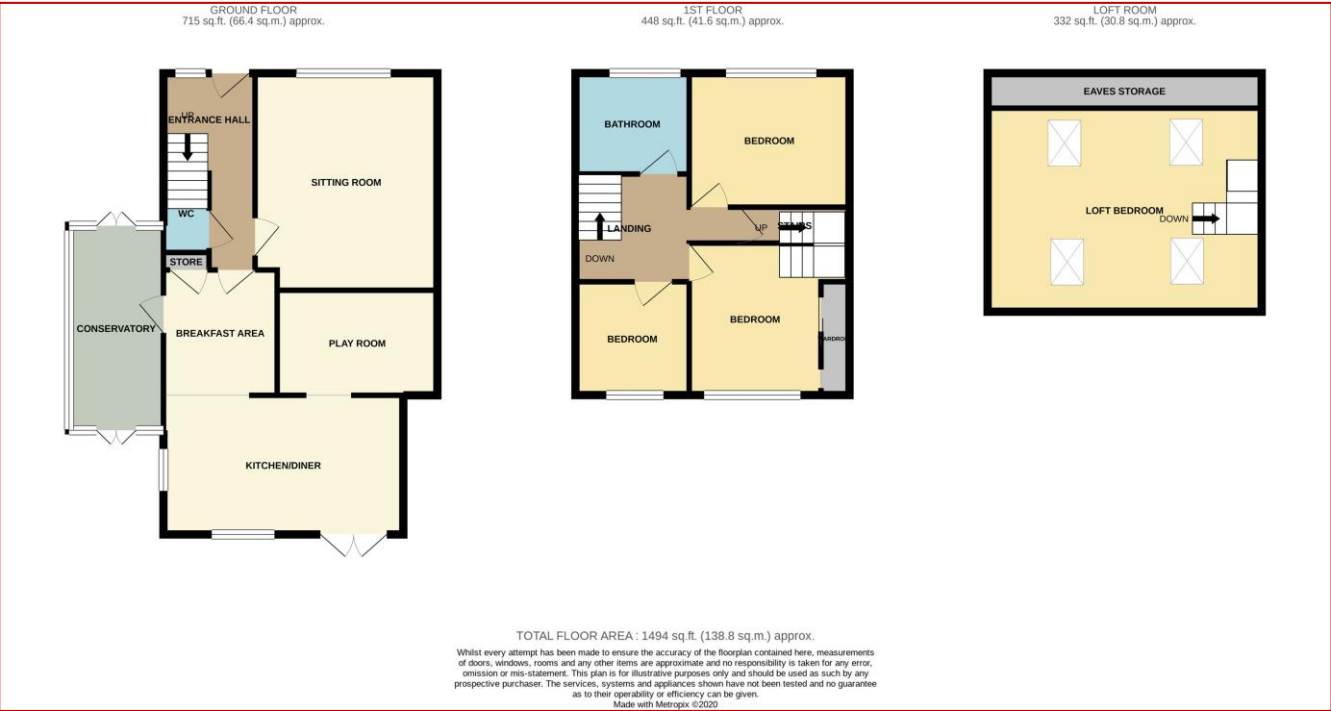 GROUND FLOOR
715 sq.ft. (66.4 sq.m.) approx.
1ST FLOOR
448 sq.ft. (41.6 sq.m.) approx.
LOFT ROOM
332 sq.ft. (30.8 sq.m.) approx.
UP
ENTRANCE HALL
SITTING ROOM
WC
STORE
CONSERVATORY
BREAKFAST AREA
PLAY ROOM
KITCHEN/DINER
BATHROOM
BEDROOM
LANDING
UP
STAIRS
DOWN
BEDROOM
BEDROOM
ARDRO
EAVES STORAGE
LOFT BEDROOM
DOWN
TOTAL FLOOR AREA : 1494 sq.ft. (138.8 sq.m.) approx.
Whilst every attempt has been made to ensure the accuracy of the floorplan contained here, measurements
of doors, windows, rooms and any other items are approximate and no responsibility is taken for any error,
omission or mis-statement. This plan is for illustrative purposes only and should be used as such by any
prospective purchaser. The services, systems and appliances shown have not been tested and no guarantee
as to their operability or efficiency can be given.
Made with Metropix ©2020